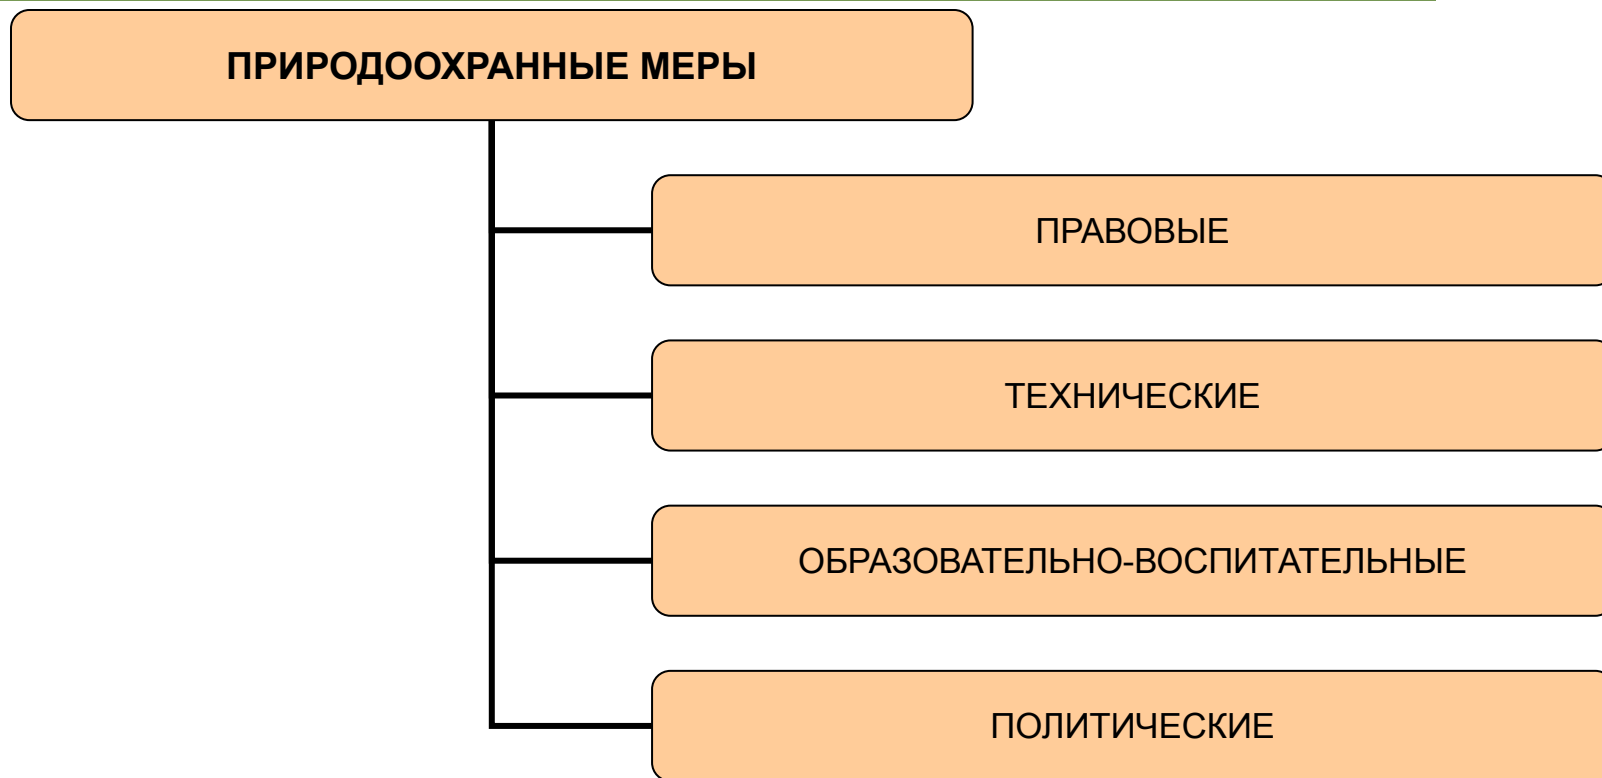 ПРИРОДООХРАННЫЕ МЕРЫ
ПРАВОВЫЕ
ТЕХНИЧЕСКИЕ
ОБРАЗОВАТЕЛЬНО-ВОСПИТАТЕЛЬНЫЕ
ПОЛИТИЧЕСКИЕ